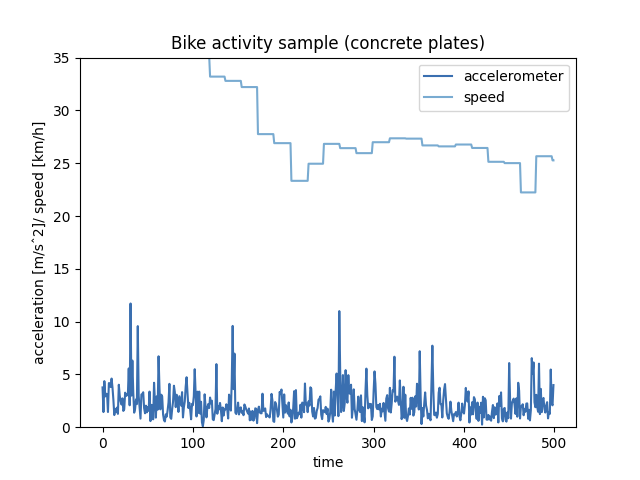 Bike activity sample (concrete plates)
accelerometer
speed
acceleration [m/sˆ2]/ speed [km/h]
35
30
25
20
15
10
5
0
0 100 200 300 400 500
time